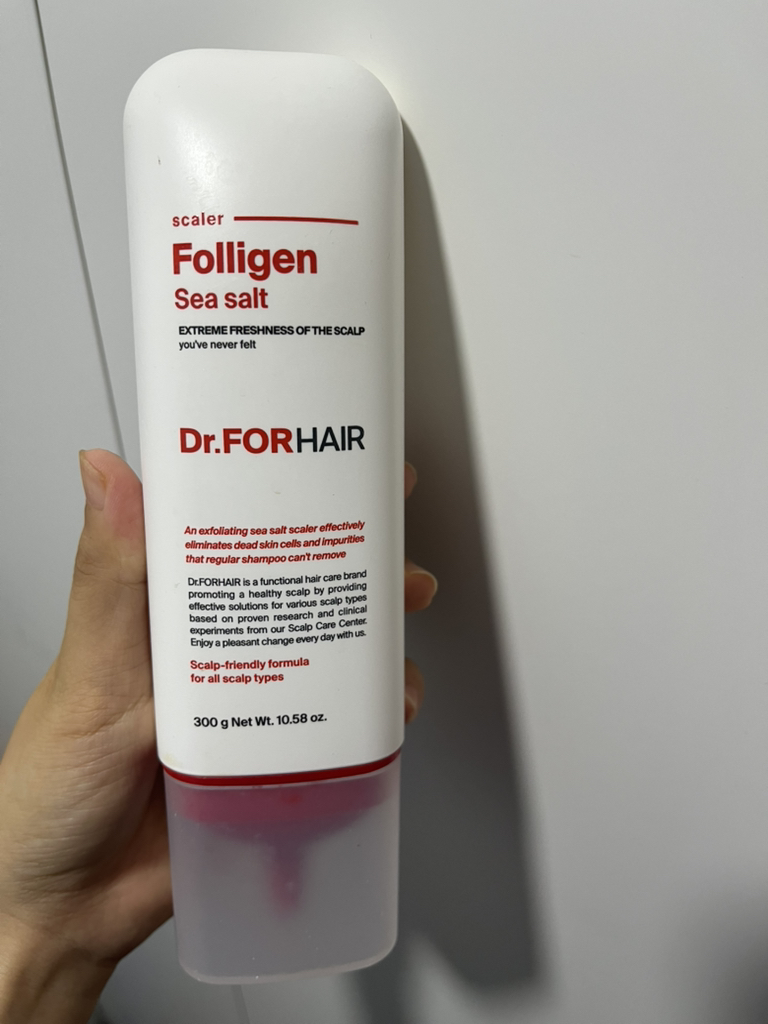 scaler
Folligen
Sea salt
EXTREME FRESHNESS OF THE SCALP
you've never felt
Dr.FORHAIR
An exfoliating sea salt scaler effectively
eliminates dead skin cells and impurities
that regular shampoo can't remove
Dr.FORHAIR is a functional hair care brand
promoting a healthy scalp by providing
effective solutions for various scalp types
based on proven research and clinical
experiments from our Scalp Care Center.
Enjoy a pleasant change every day with us.
Scalp-friendly formula
for all scalp types
300 g Net Wt. 10.58 oz.